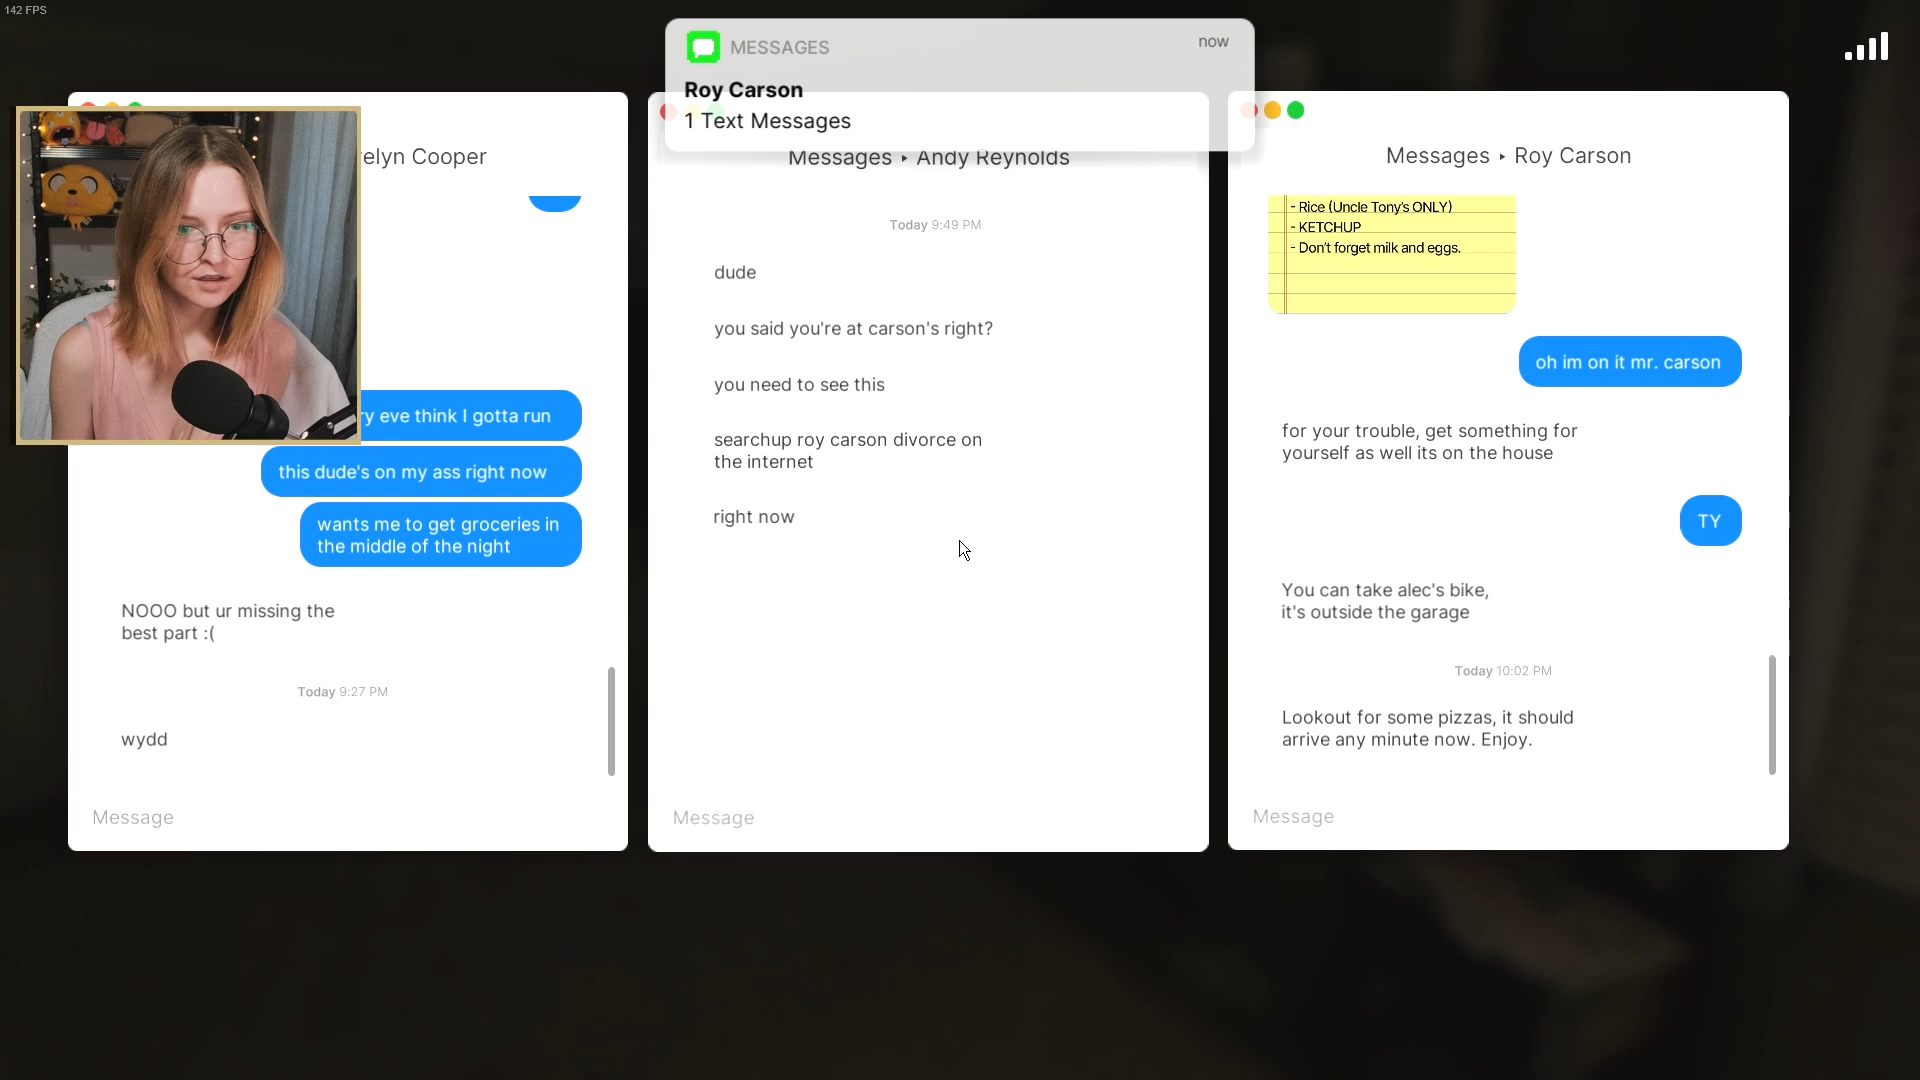 142 FPS
MESSAGES
now
Roy Carson
1 Text Messages
relyn Cooper
ry eve think I gotta run
this dude's on my ass right now
wants me to get groceries in
the middle of the night
NOOO but ur missing the
best part :(
Today 9:27 PM
wydd
Message
Messages ‣ Andy Reynolds
Today 9:49 PM
dude
you said you're at carson's right?
you need to see this
searchup roy carson divorce on
the internet
right now
Message
Messages ‣ Roy Carson
- Rice (Uncle Tony's ONLY)
- KETCHUP
- Don't forget milk and eggs.
oh im on it mr. carson
for your trouble, get something for
yourself as well its on the house
TY
You can take alec's bike,
it's outside the garage
Today 10:02 PM
Lookout for some pizzas, it should
arrive any minute now. Enjoy.
Message